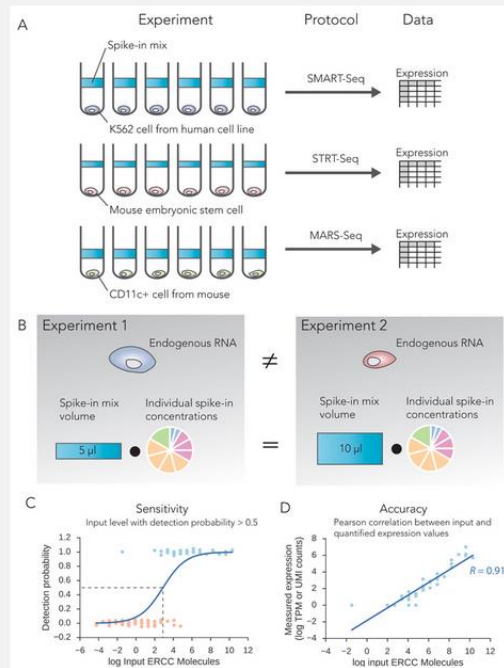 A
Experiment
Protocol
Data
Spike-in mix
SMART-Seq
Expression
K562 cell from human cell line
STRT-Seq
Expression
Mouse embryonic stem cell
MARS-Seq
Expression
CD11c+ cell from mouse
B
Experiment 1
Endogenous RNA
Spike-in mix
volume
Individual spike-in
concentrations
5 µl
≠
=
Experiment 2
Endogenous RNA
Spike-in mix
volume
Individual spike-in
concentrations
10 µl
C
Sensitivity
Input level with detection probability > 0.5
Detection probability
1.2
1.0
0.8
0.6
0.4
0.2
0.0
−0.2
−6 −4 −2 0 2 4 6 8 10 12
log Input ERCC Molecules
D
Accuracy
Pearson correlation between input and
quantified expression values
Measured expression
(log TPM or UMI counts)
8
6
4
2
0
−2
−4
R = 0.91
−4 −2 0 2 4 6 8 10 12
log input ERCC Molecules